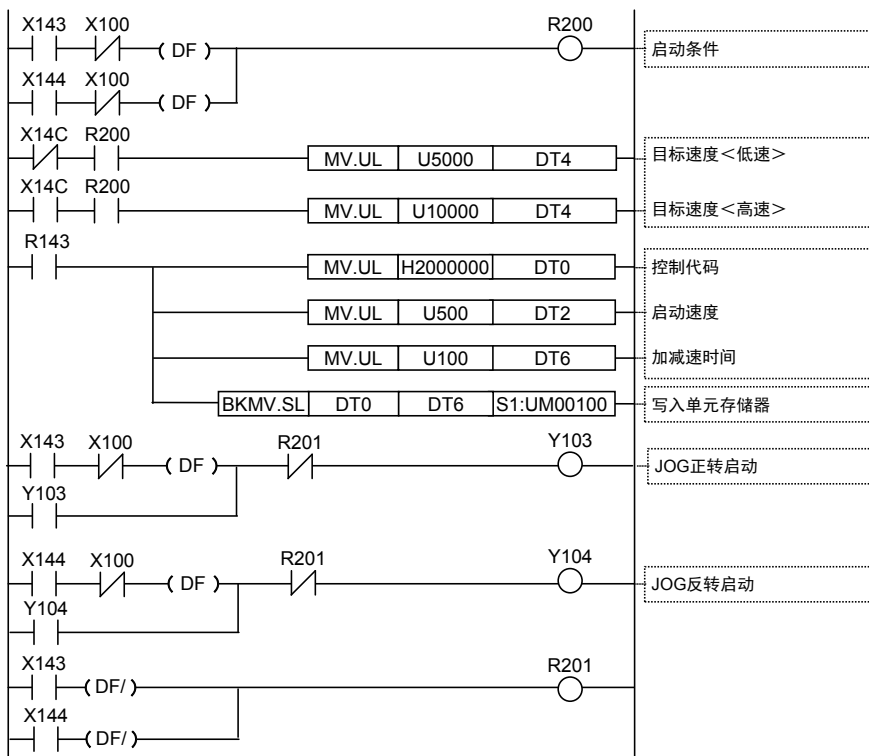 X143 X100 R200
( DF ) 启动条件
X144 X100
( DF )
X14C R200
MV.UL U5000 DT4 目标速度＜低速＞
X14C R200
MV.UL U10000 DT4 目标速度＜高速＞
R143
MV.UL H2000000 DT0 控制代码
MV.UL U500 DT2 启动速度
MV.UL U100 DT6 加减速时间
BKMV.SL DT0 DT6 S1:UM00100 写入单元存储器
X143 X100 R201 Y103
( DF ) JOG正转启动
Y103
X144 X100 R201 Y104
( DF ) JOG反转启动
Y104
X143 R201
( DF/ )
X144
( DF/ )